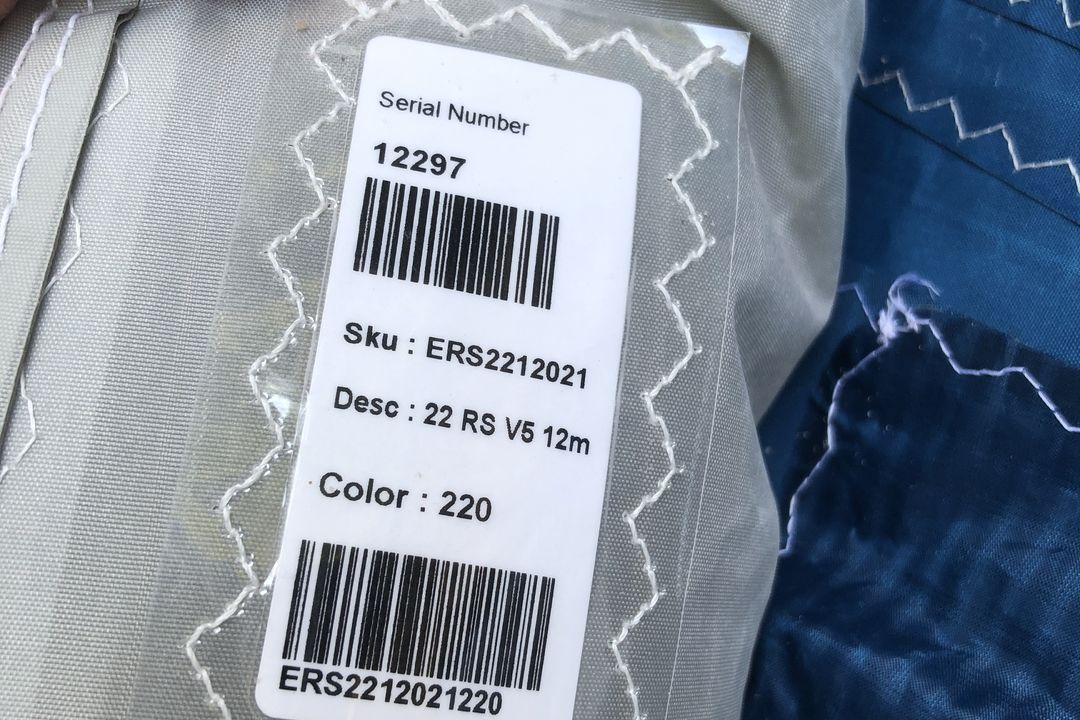 Serial Number
12297
Sku : ERS2212021
Desc : 22 RS V5 12m
Color : 220
ERS2212021220